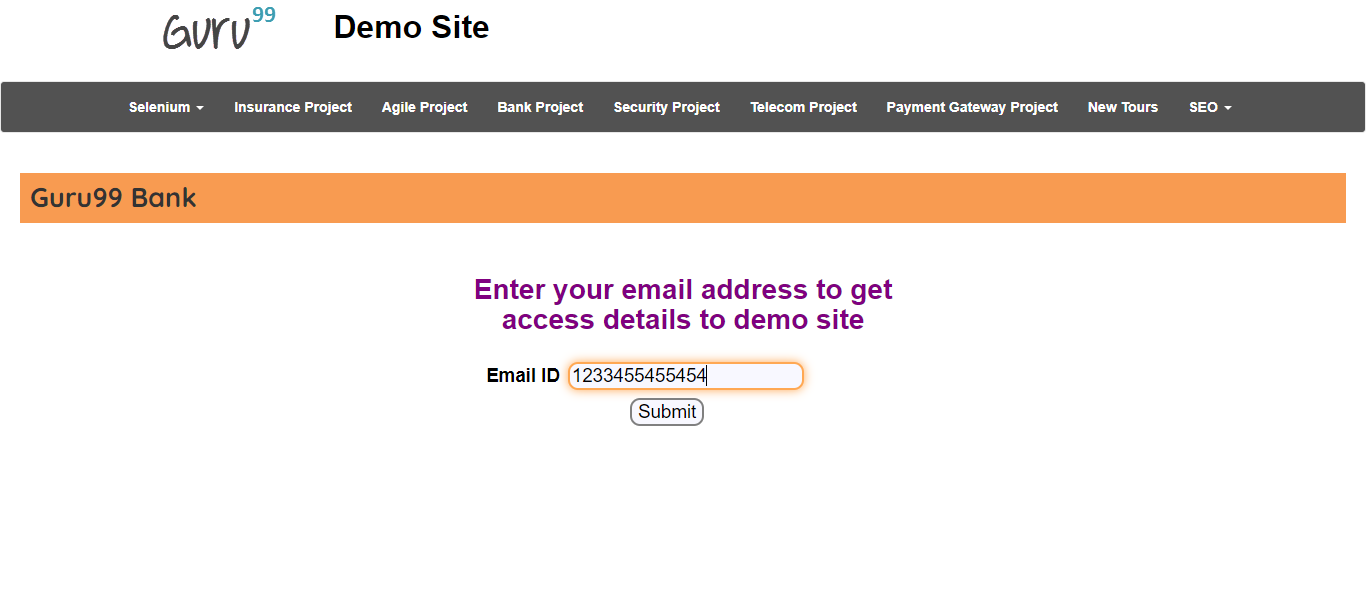 Guru99
Demo Site
Selenium Insurance Project Agile Project Bank Project Security Project Telecom Project Payment Gateway Project New Tours SEO
Guru99 Bank
Enter your email address to get
access details to demo site
Email ID 1233455455454
Submit